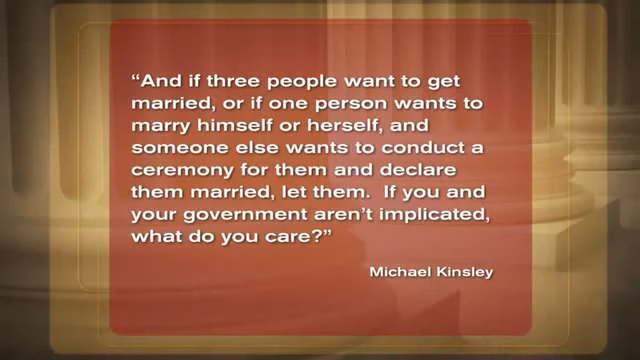 “And if three people want to get
married, or if one person wants to
marry himself or herself, and
someone else wants to conduct a
ceremony for them and declare
them married, let them.  If you and
your government aren’t implicated,
what do you care?”
Michael Kinsley